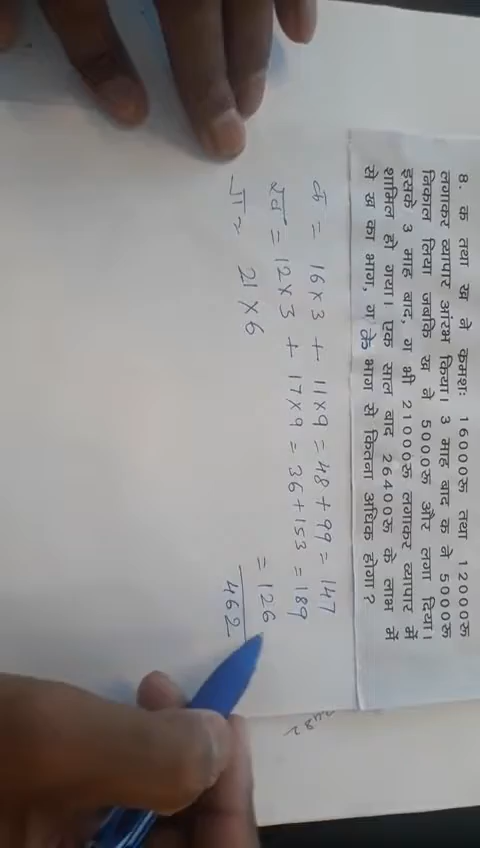 8. क तथा ख ने क्रमशः 16000रू तथा 12000रू
लगाकर व्यापार आंरभ किया। 3 माह बाद क ने 5000रू
निकाल लिया जबकि ख ने 5000रू और लगा दिया।
इसके 3 माह बाद, ग भी 21000रू लगाकर व्यापार में
शामिल हो गया। एक साल बाद 26400रू के लाभ में
से ख का भाग, ग के भाग से कितना अधिक होगा ?
क = 16×3 + 11×9 = 48+99 = 147
ख = 12×3 + 17×9 = 36+153 = 189
ग = 21×6 = 126
462